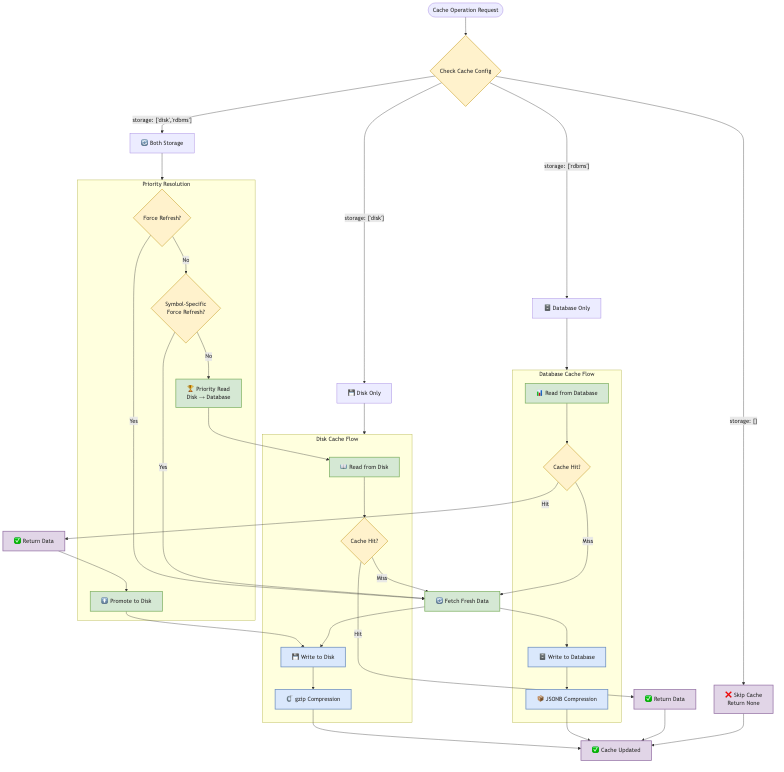 Cache Operation Request
Check Cache Config
storage: ['disk','rdbms']
Both Storage
storage: ['rdbms']
Priority Resolution
Force Refresh?
storage: ['disk']
No
Symbol-Specific
Force Refresh?
Database Only
No
Database Cache Flow
Priority Read
Disk → Database
Disk Only
Read from Database
Yes
storage: []
Disk Cache Flow
Yes
Read from Disk
Cache Hit?
Hit
Return Data
Cache Hit?
Miss
Miss
Promote to Disk
Fetch Fresh Data
Hit
Write to Disk
Write to Database
gzip Compression
JSONB Compression
Return Data
Skip Cache
Return None
Cache Updated